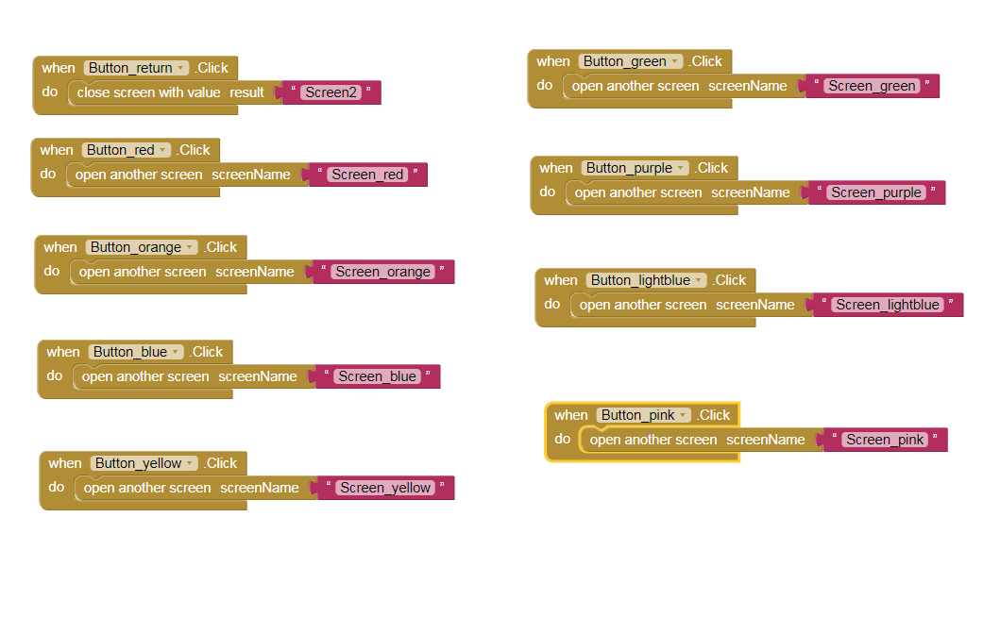 when Button_return .Click
do close screen with value result “ Screen2 ”
when Button_red .Click
do open another screen screenName “ Screen_red ”
when Button_orange .Click
do open another screen screenName “ Screen_orange ”
when Button_blue .Click
do open another screen screenName “ Screen_blue ”
when Button_yellow .Click
do open another screen screenName “ Screen_yellow ”
when Button_green .Click
do open another screen screenName “ Screen_green ”
when Button_purple .Click
do open another screen screenName “ Screen_purple ”
when Button_lightblue .Click
do open another screen screenName “ Screen_lightblue ”
when Button_pink .Click
do open another screen screenName “ Screen_pink ”